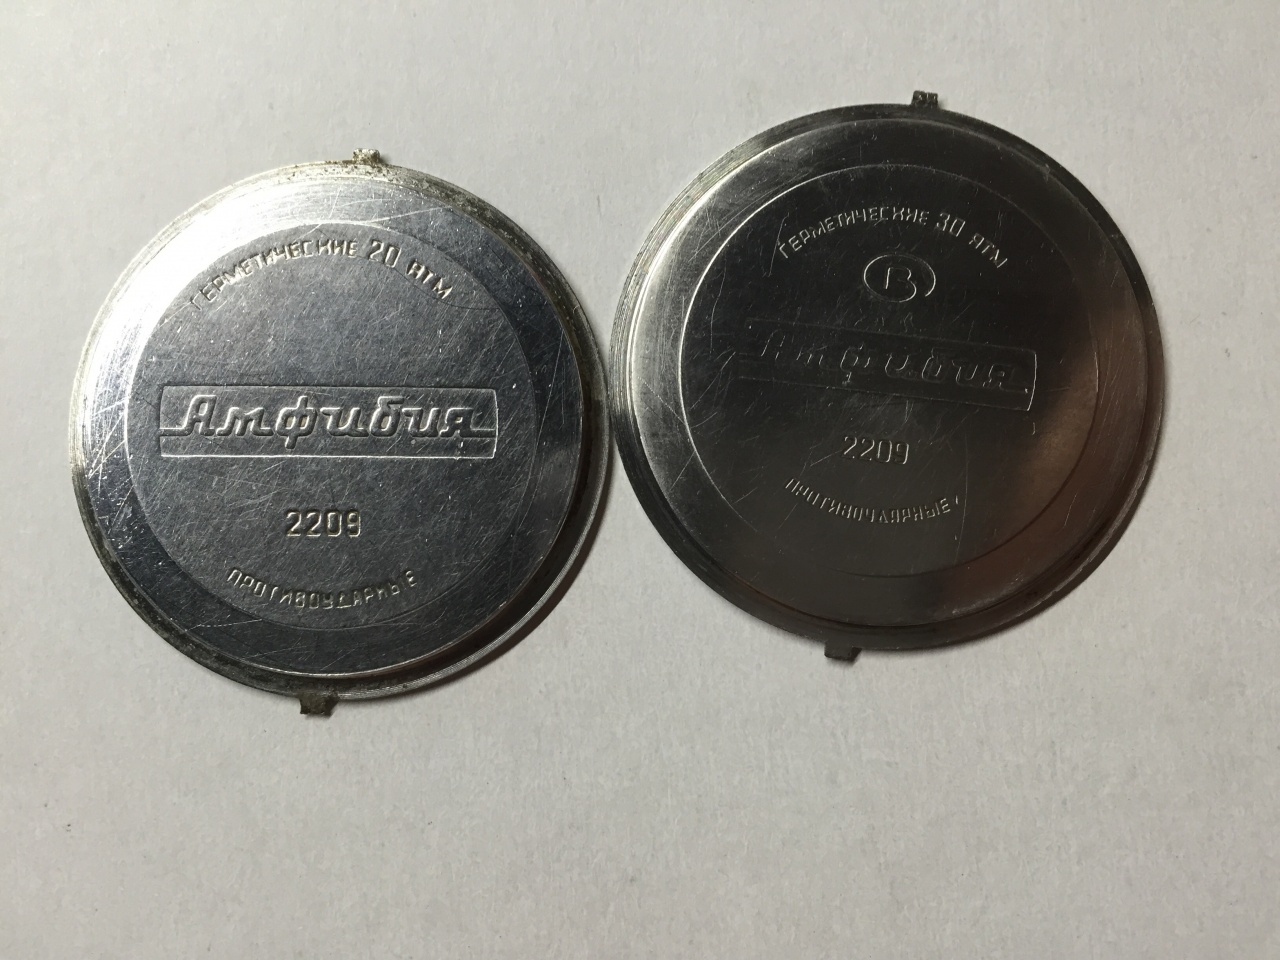 ГЕРМЕТИЧЕСКИЕ 20 АТМ
Амфибия
2209
ПРОТИВОУДАРНЫЕ
ГЕРМЕТИЧЕСКИЕ 30 АТМ
В
Амфибия
2209
ПРОТИВОУДАРНЫЕ